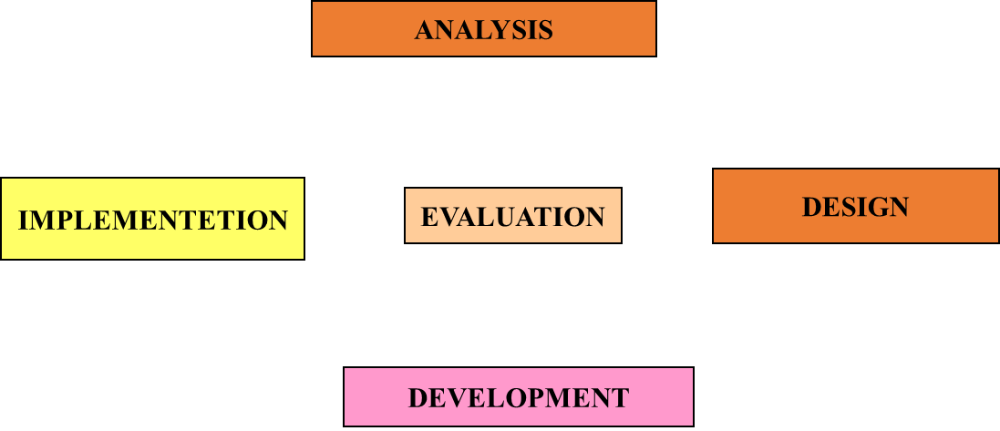 ANALYSIS
IMPLEMENTETION
EVALUATION
DESIGN
DEVELOPMENT